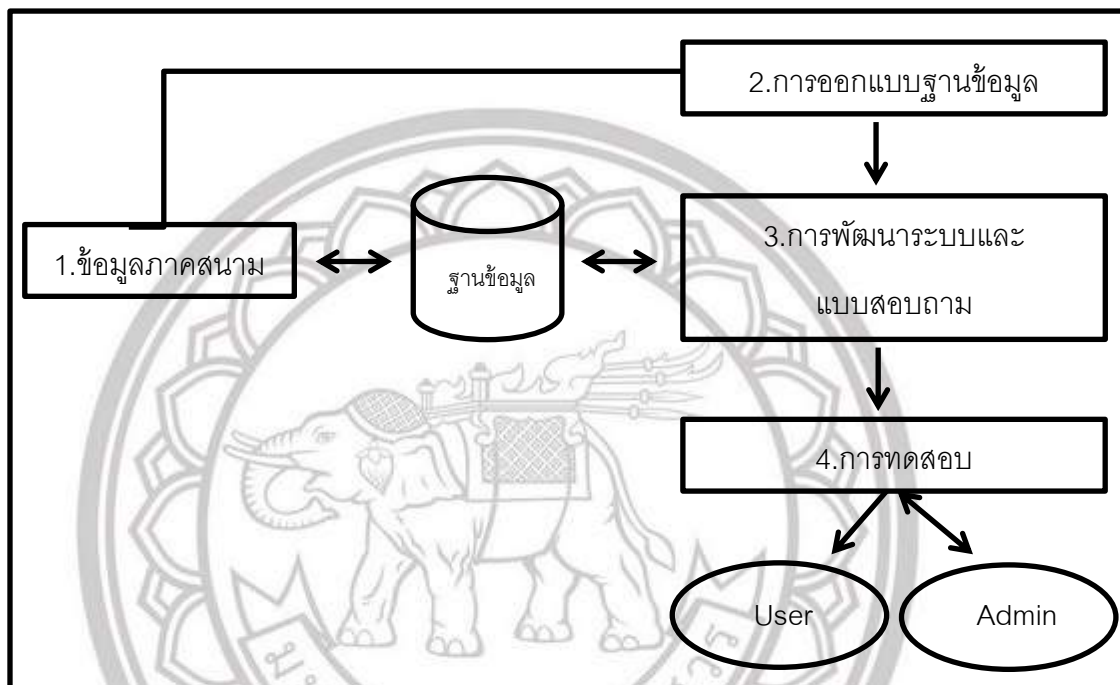 2.การออกแบบฐานข้อมูล
1.ข้อมูลภาคสนาม
ฐานข้อมูล
3.การพัฒนาระบบและ
แบบสอบถาม
4.การทดสอบ
User
Admin